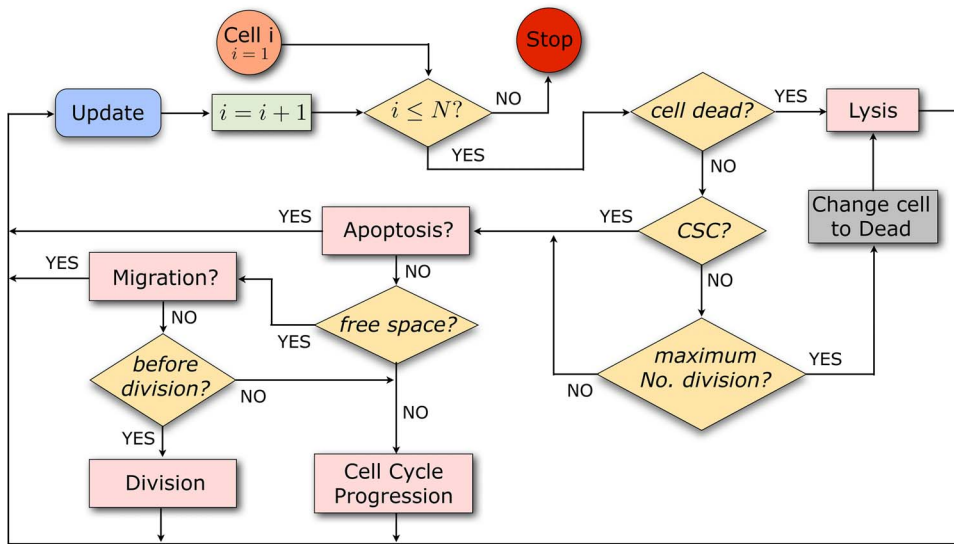 Cell i
i = 1
Stop
Update
i = i + 1
i ≤ N?
NO
YES
cell dead?
YES
Lysis
NO
Change cell
to Dead
CSC?
YES
Apoptosis?
YES
NO
NO
YES
Migration?
NO
free space?
YES
before
division?
NO
NO
maximum
No. division?
YES
NO
YES
Division
Cell Cycle
Progression